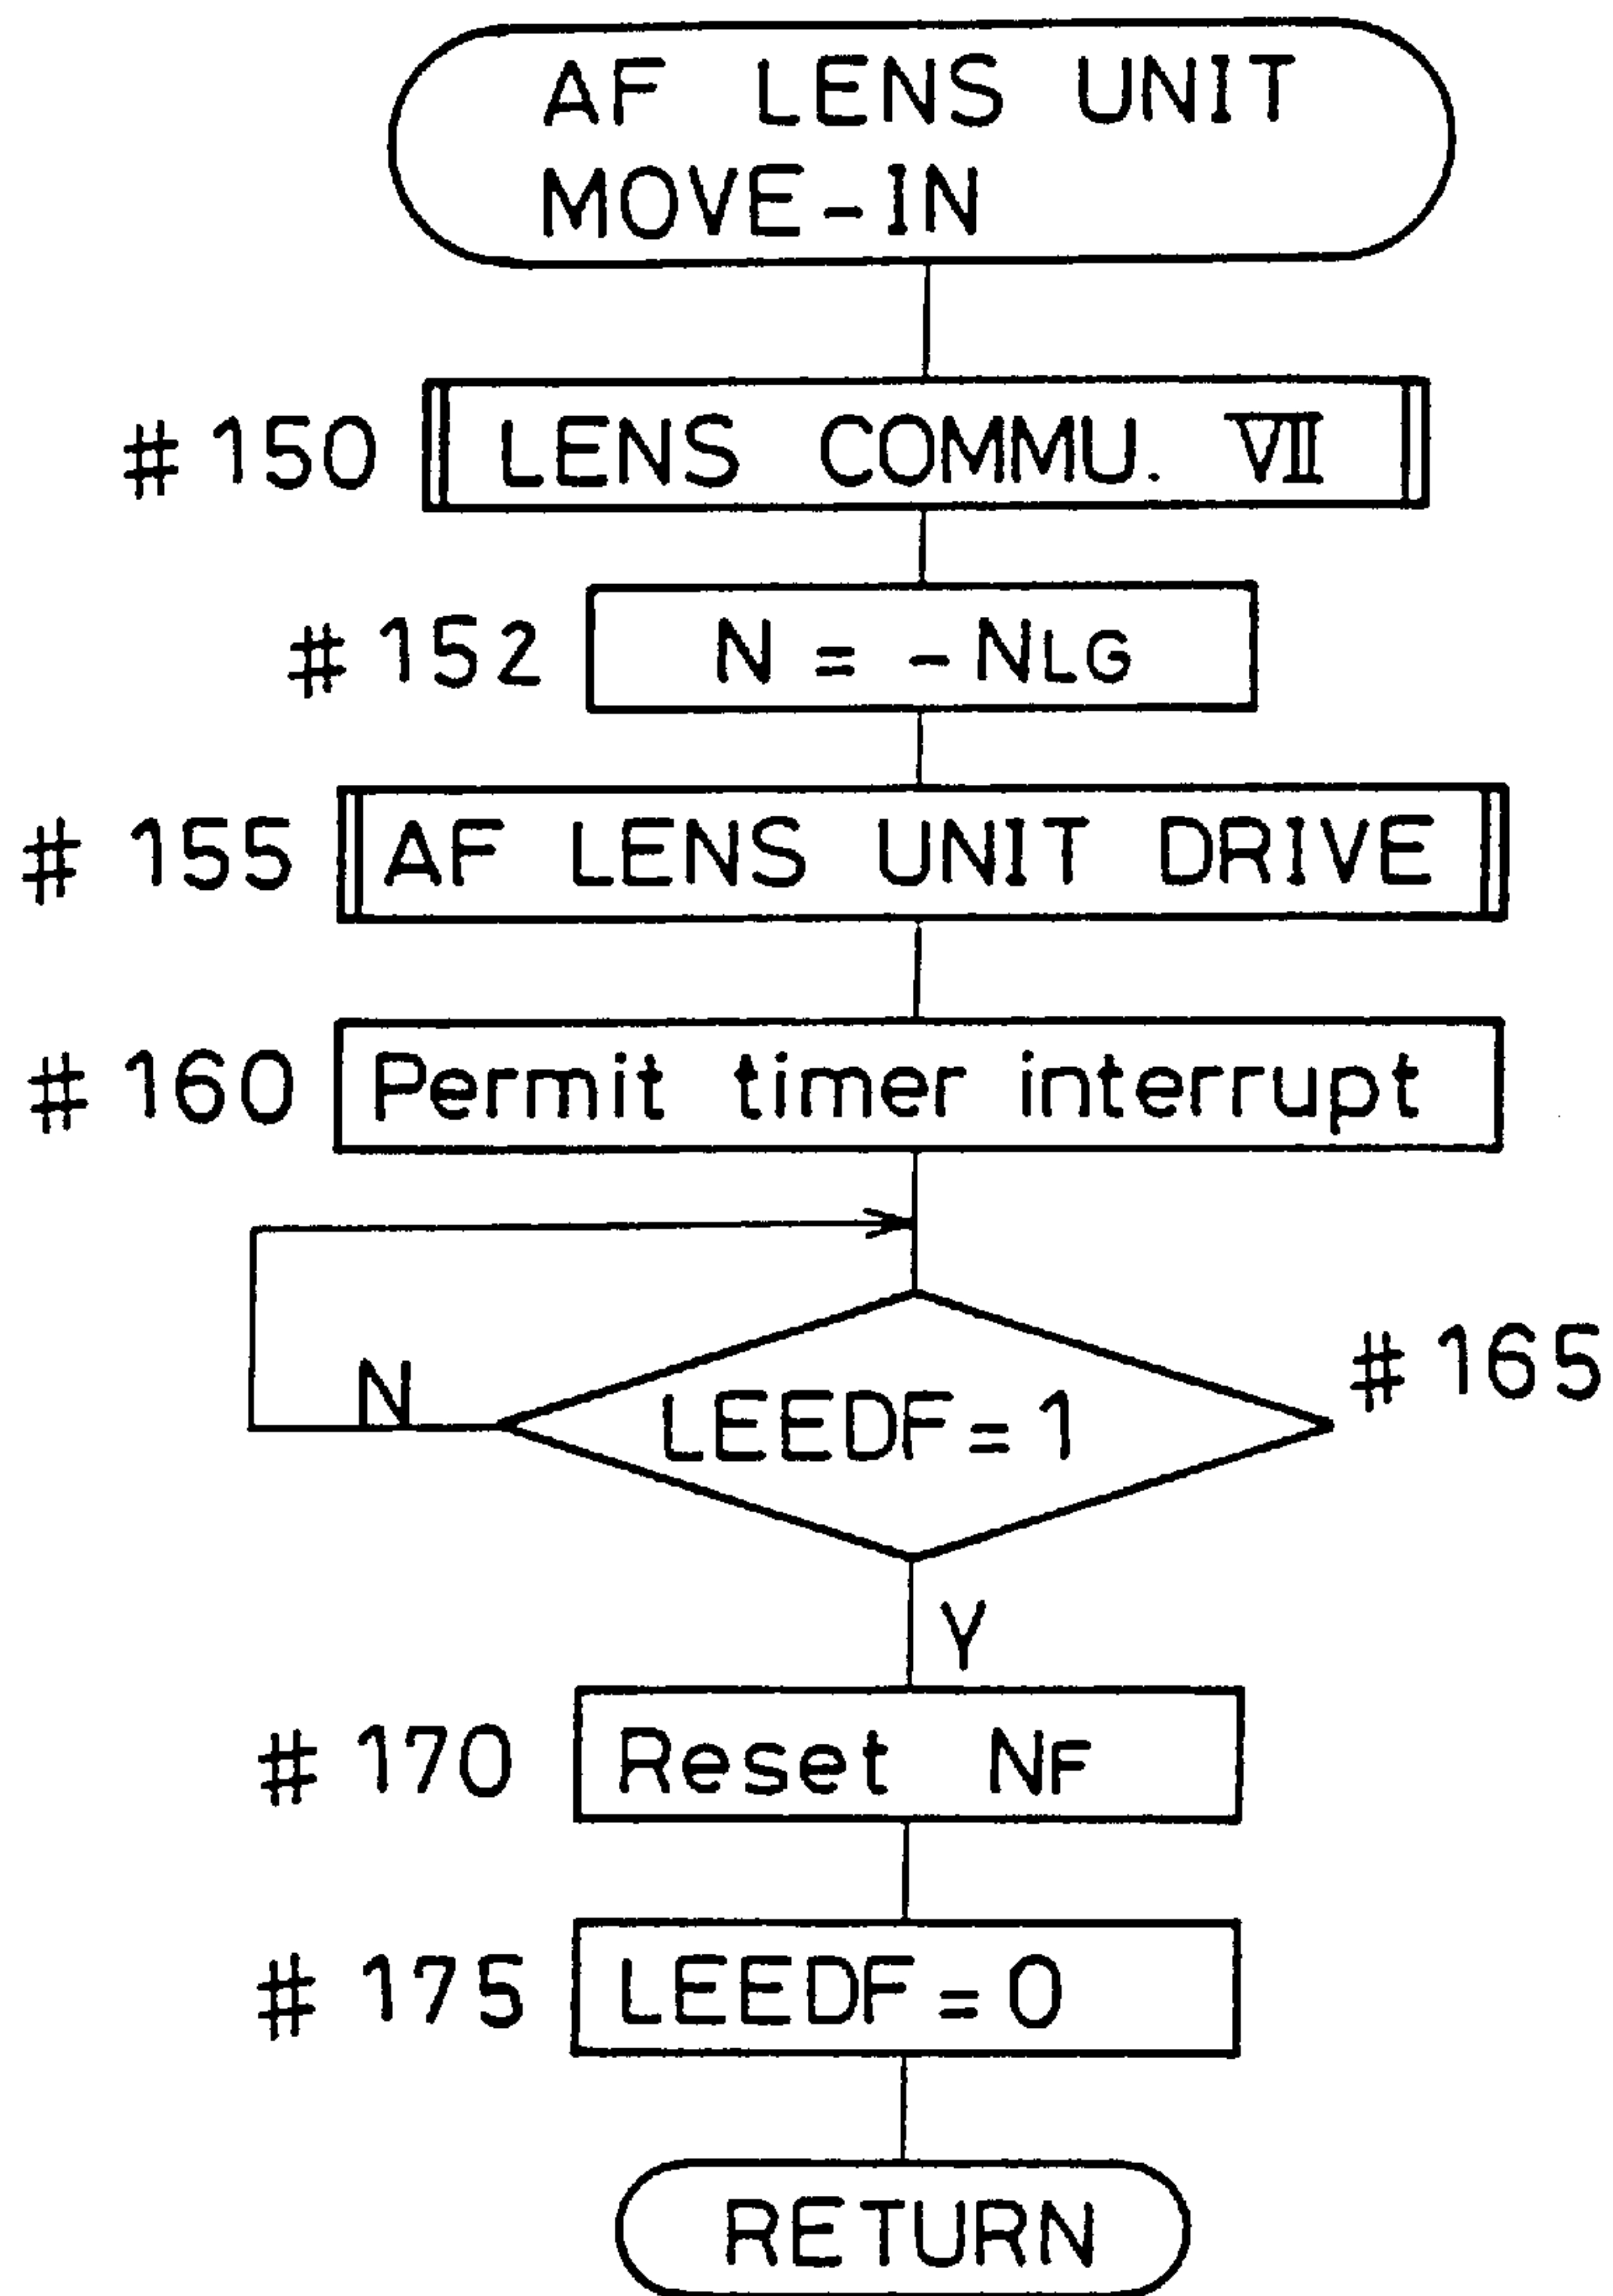 AF LENS UNIT
MOVE-IN
#150 LENS COMMU. VII
#152 N = -NLG
#155 AF LENS UNIT DRIVE
#160 Permit timer interrupt
N
LEEDF=1
#165
Y
#170 Reset NF
#175 LEEDF=0
RETURN